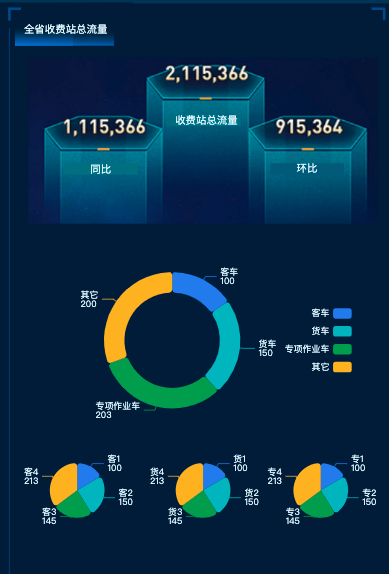 全省收费站总流量
2,115,366
收费站总流量
1,115,366
同比
915,364
环比
客车
100
其它
200
货车
150
专项作业车
203
客车
货车
专项作业车
其它
客1
100
客4
213
客2
150
客3
145
货1
100
货4
213
货2
150
货3
145
专1
100
专4
213
专2
150
专3
145